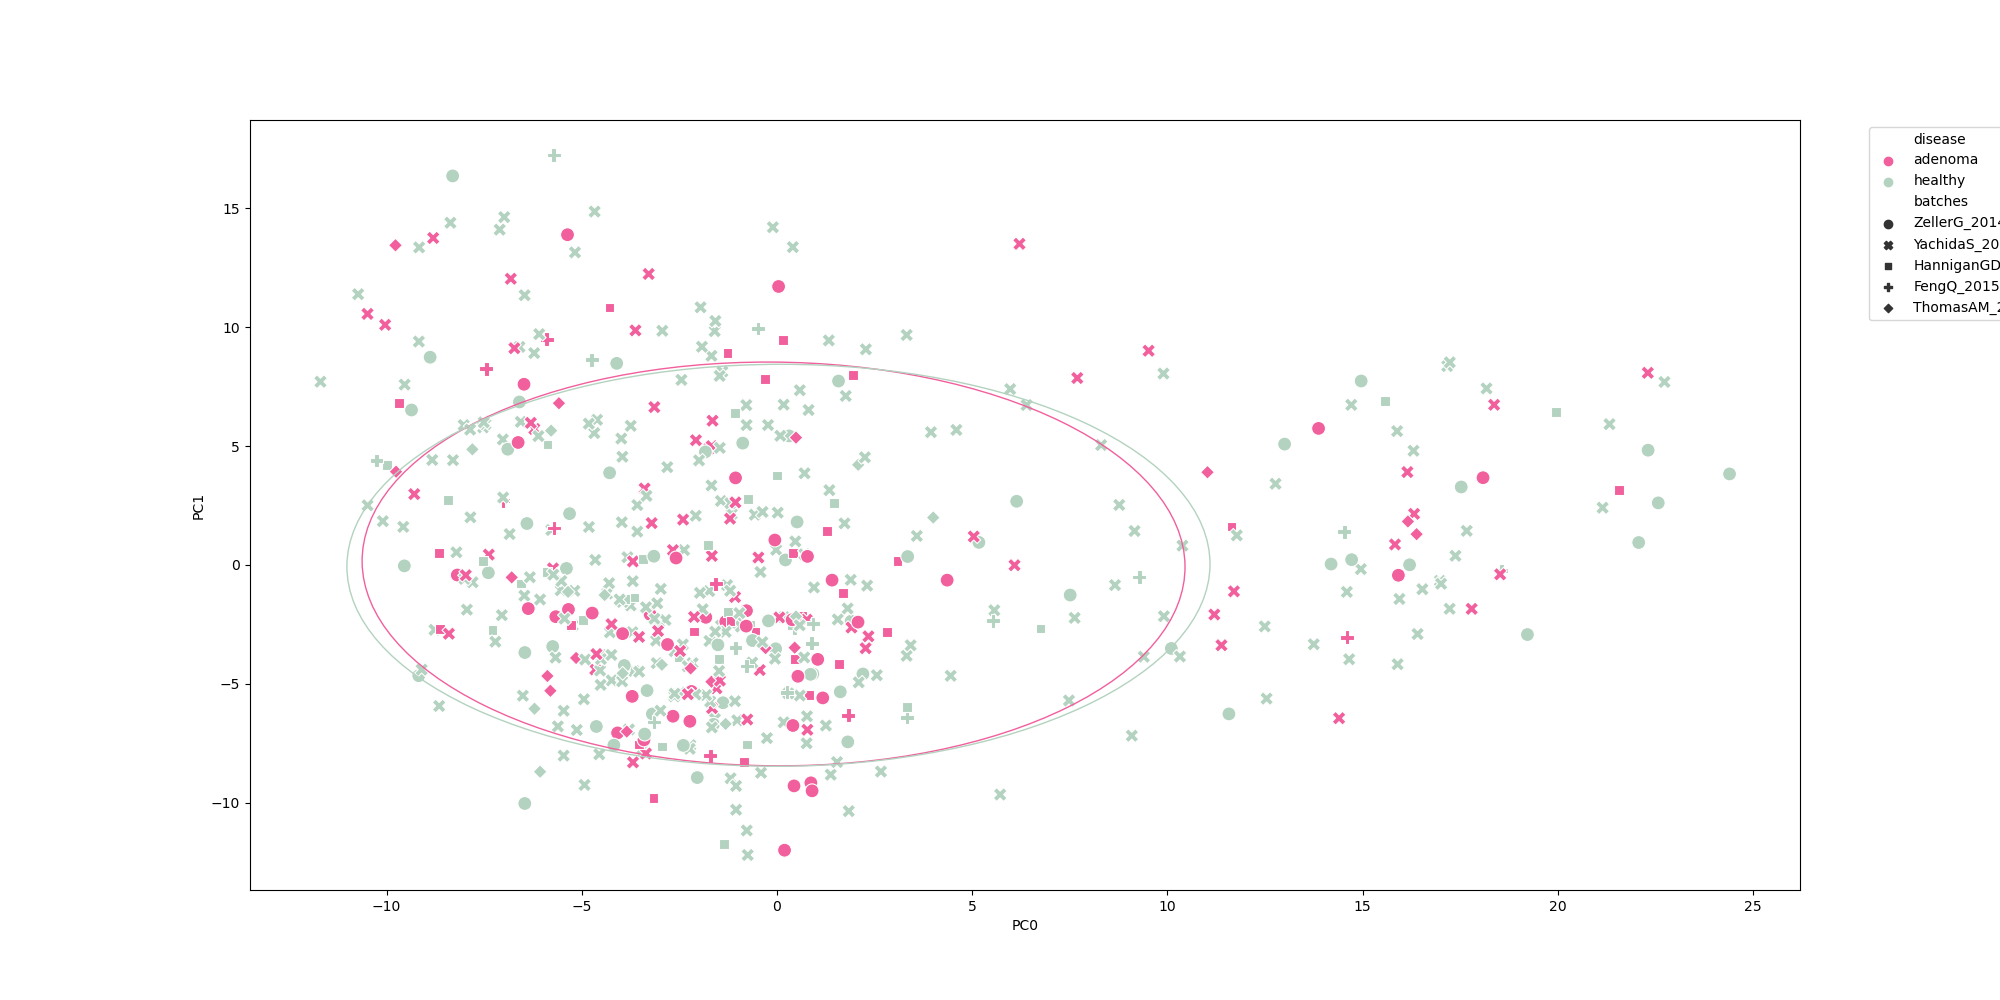 disease
adenoma
healthy
batches
ZellerG_2014
YachidaS_20
HanniganGD
FengQ_2015
ThomasAM_2
15
10
5
0
−5
−10
PC1
−10
−5
0
5
10
15
20
25
PC0